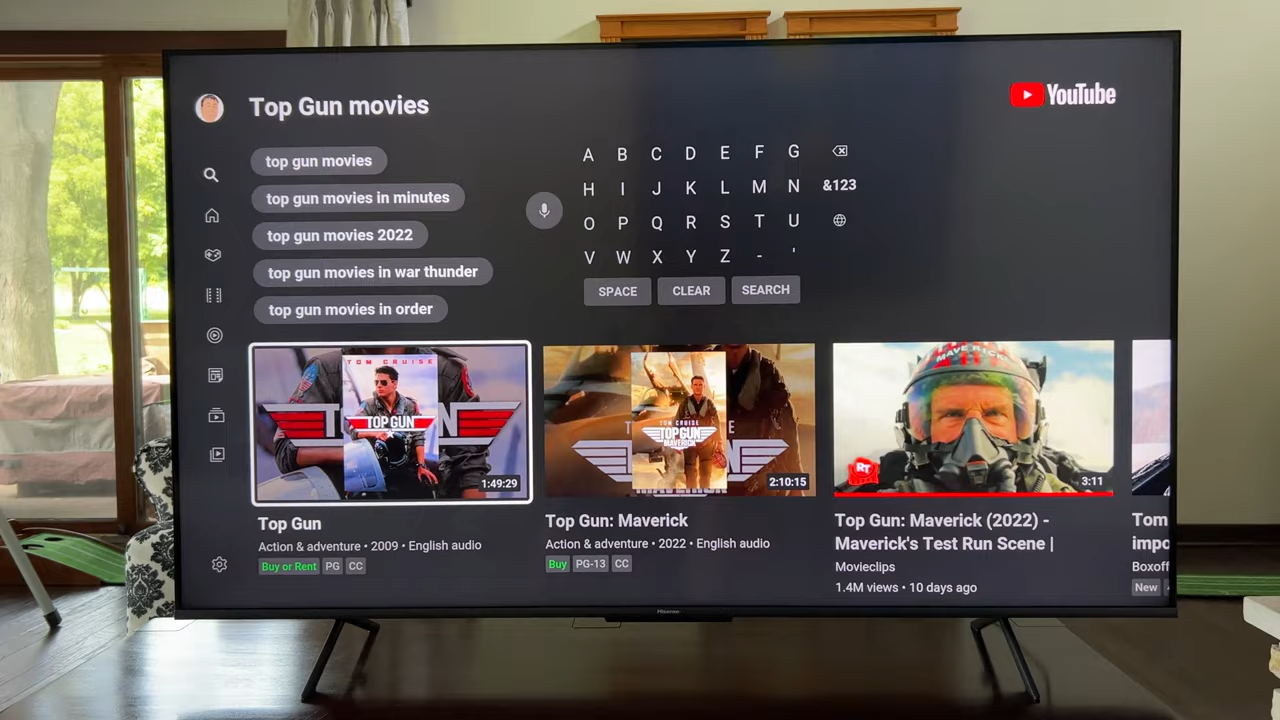 Top Gun movies
YouTube
top gun movies
top gun movies in minutes
top gun movies 2022
top gun movies in war thunder
top gun movies in order
A B C D E F G
H I J K L M N &123
O P Q R S T U
V W X Y Z - '
SPACE CLEAR SEARCH
TOM CRUISE
TOP GUN
1:49:29
TOM CRUISE
TOP GUN
MAVERICK
2:10:15
MAVERICK
RT
3:11
Top Gun
Action & adventure • 2009 • English audio
Buy or Rent PG CC
Top Gun: Maverick
Action & adventure • 2022 • English audio
Buy PG-13 CC
Top Gun: Maverick (2022) -
Maverick's Test Run Scene |
Movieclips
1.4M views • 10 days ago
Tom
impo
Boxoff
New
Hisense